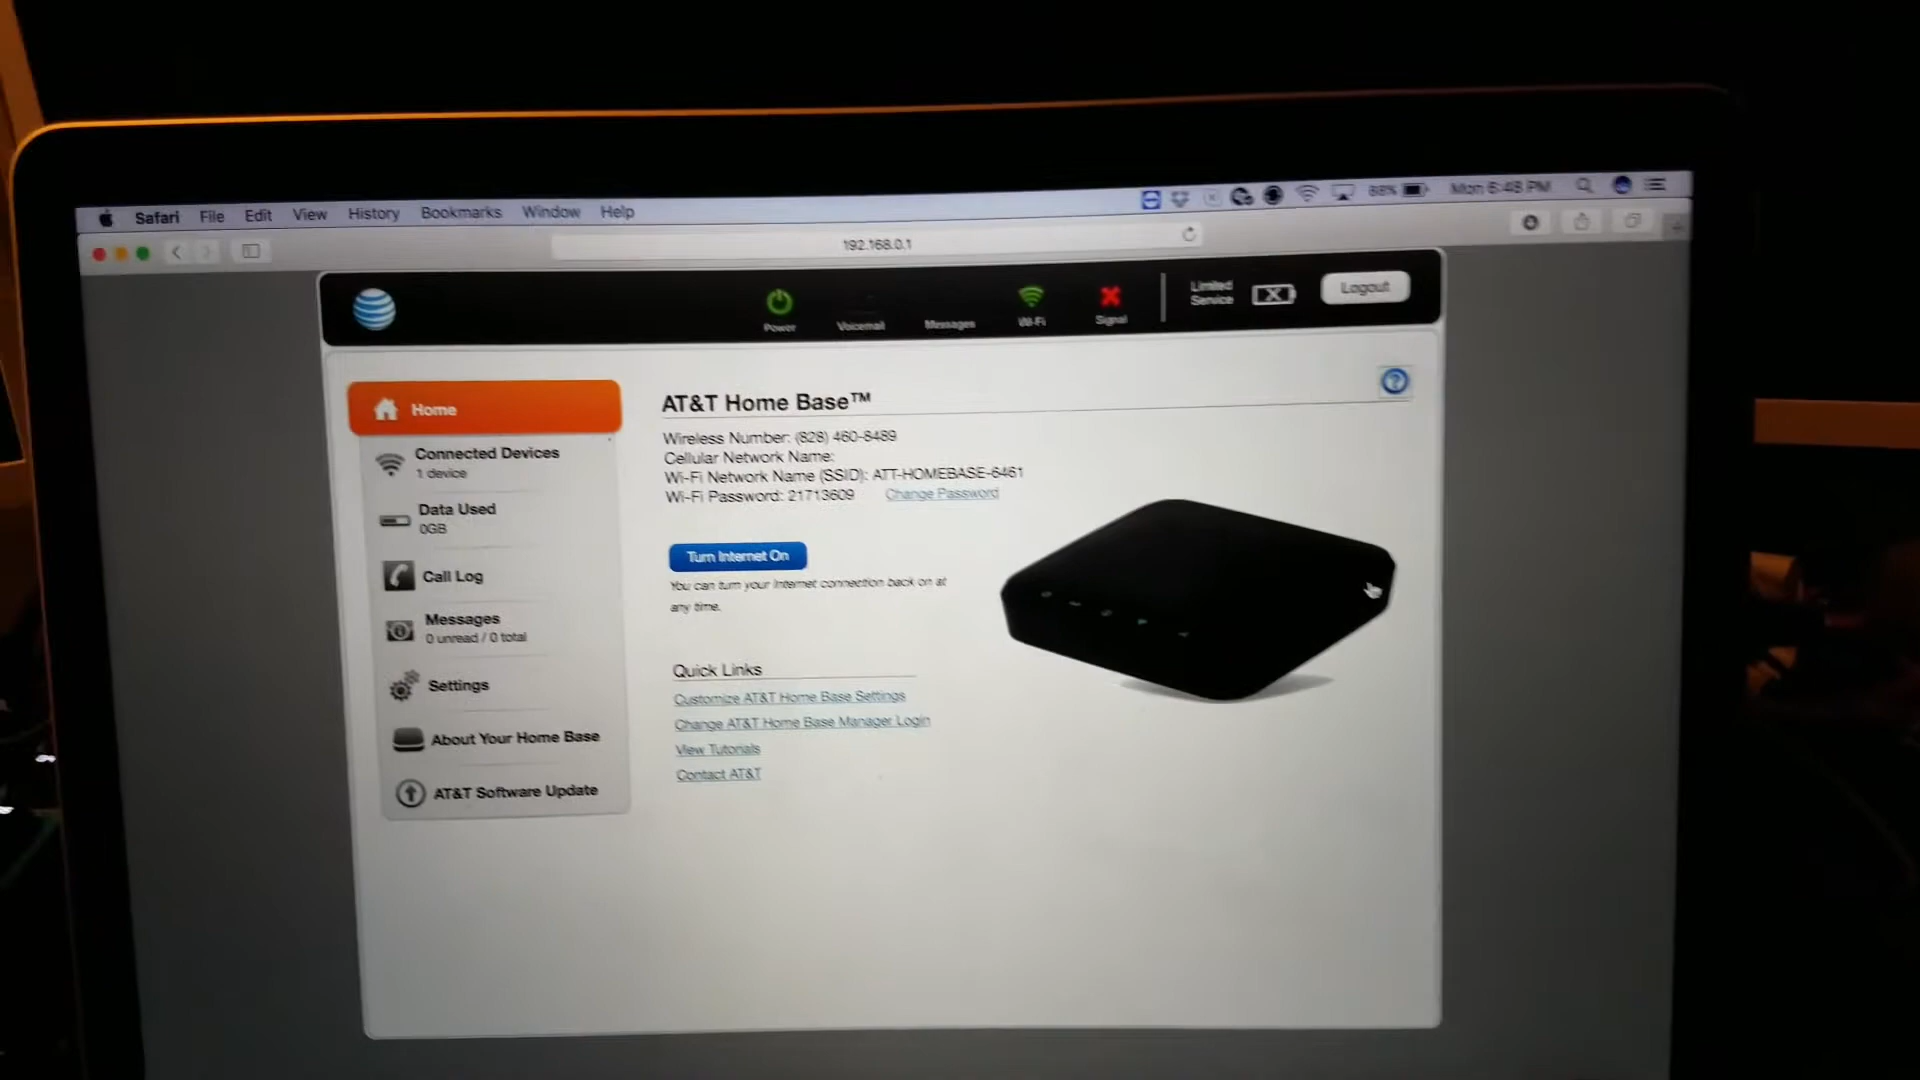 Safari File Edit View History Bookmarks Window Help 88% Mon 6:48 PM
192.168.0.1
Power Voicemail Messages Wi-Fi Signal Limited Service Logout
Home
Connected Devices
1 device
Data Used
0GB
Call Log
Messages
0 unread / 0 total
Settings
About Your Home Base
AT&T Software Update
AT&T Home Base™
Wireless Number: (828) 460-8489
Cellular Network Name:
Wi-Fi Network Name (SSID): ATT-HOMEBASE-6461
Wi-Fi Password: 21713609 Change Password
Turn Internet On
You can turn your Internet connection back on at
any time.
Quick Links
Customize AT&T Home Base Settings
Change AT&T Home Base Manager Login
View Tutorials
Contact AT&T